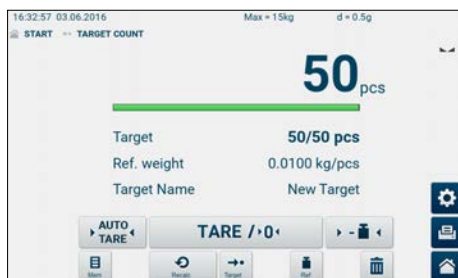 16:32:57 03.06.2016 Max = 15kg d = 0.5g
START TARGET COUNT
50 pcs
Target 50/50 pcs
Ref. weight 0.0100 kg/pcs
Target Name New Target
AUTO TARE TARE / 0 -
Mem Recalc Target Ref